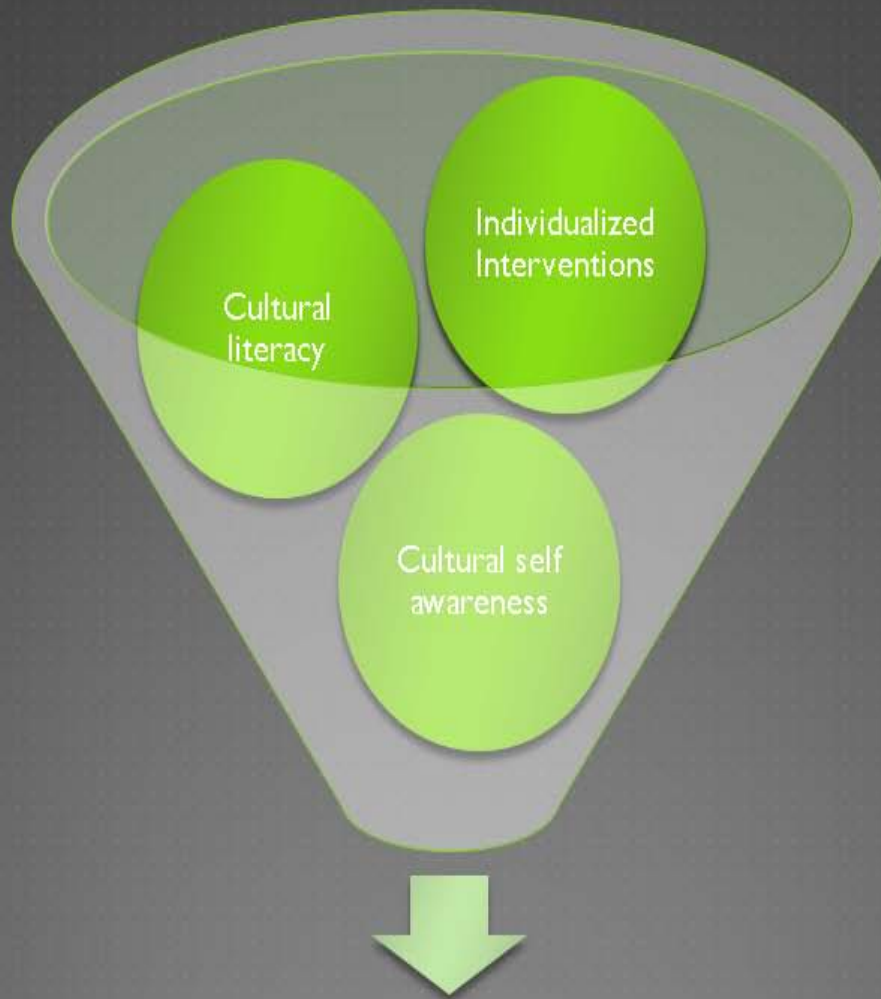 Individualized
Interventions
Cultural
literacy
Cultural self
awareness